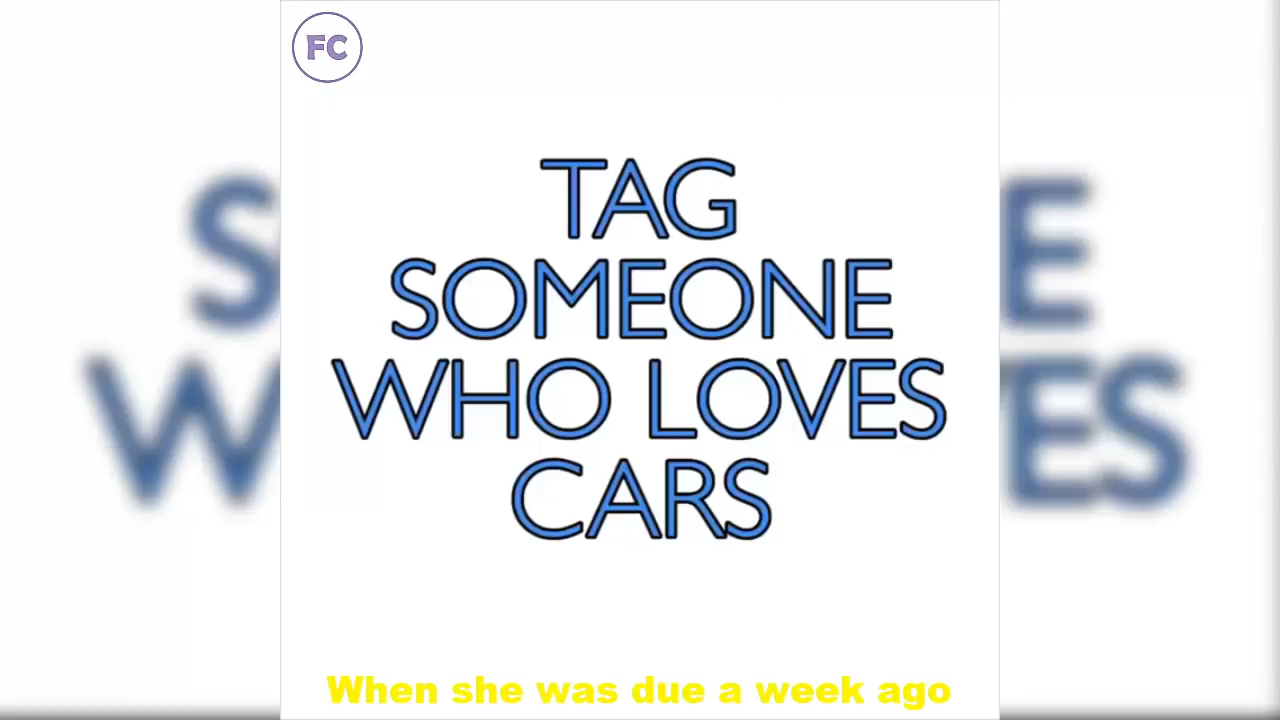 FC
TAG
SOMEONE
WHO LOVES
CARS
When she was due a week ago